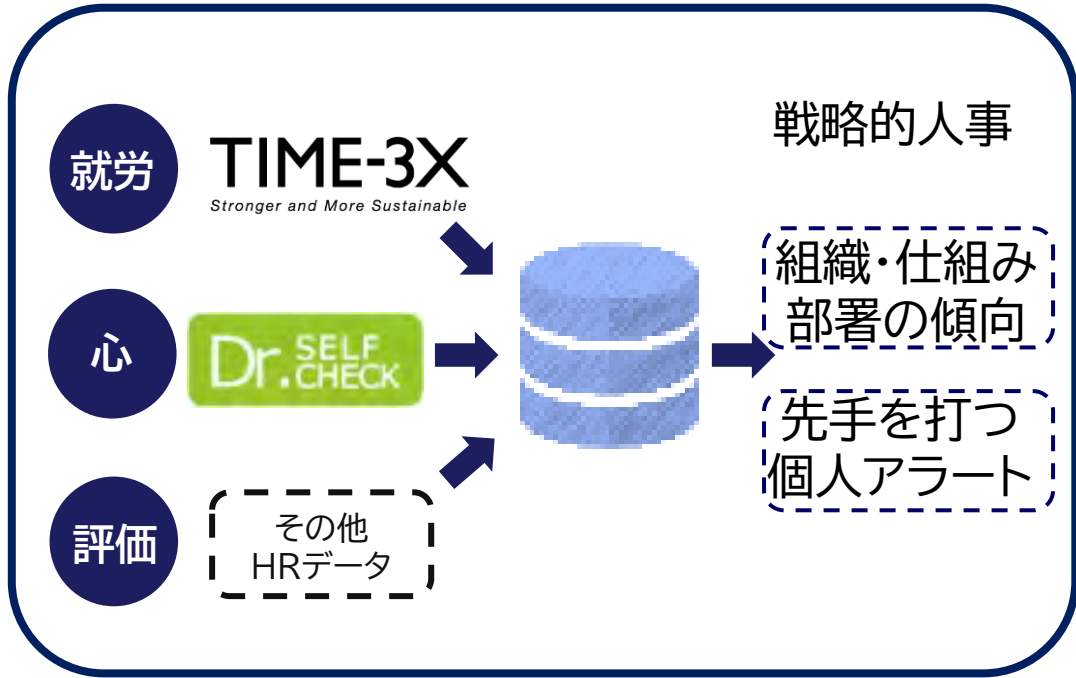 就労
TIME-3X
Stronger and More Sustainable
心
Dr. SELF CHECK
評価
その他
HRデータ
戦略的人事
組織・仕組み
部署の傾向
先手を打つ
個人アラート